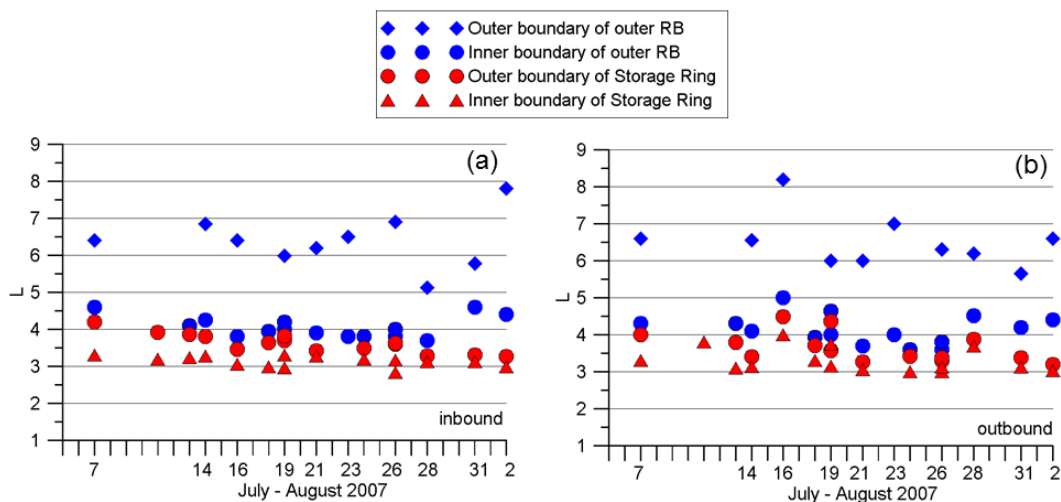 Outer boundary of outer RB
Inner boundary of outer RB
Outer boundary of Storage Ring
Inner boundary of Storage Ring
(a)
9
8
7
6
5
4
3
2
1
L
inbound
7 14 16 19 21 23 26 28 31 2
July - August 2007
(b)
9
8
7
6
5
4
3
2
1
L
outbound
7 14 16 19 21 23 26 28 31 2
July - August 2007